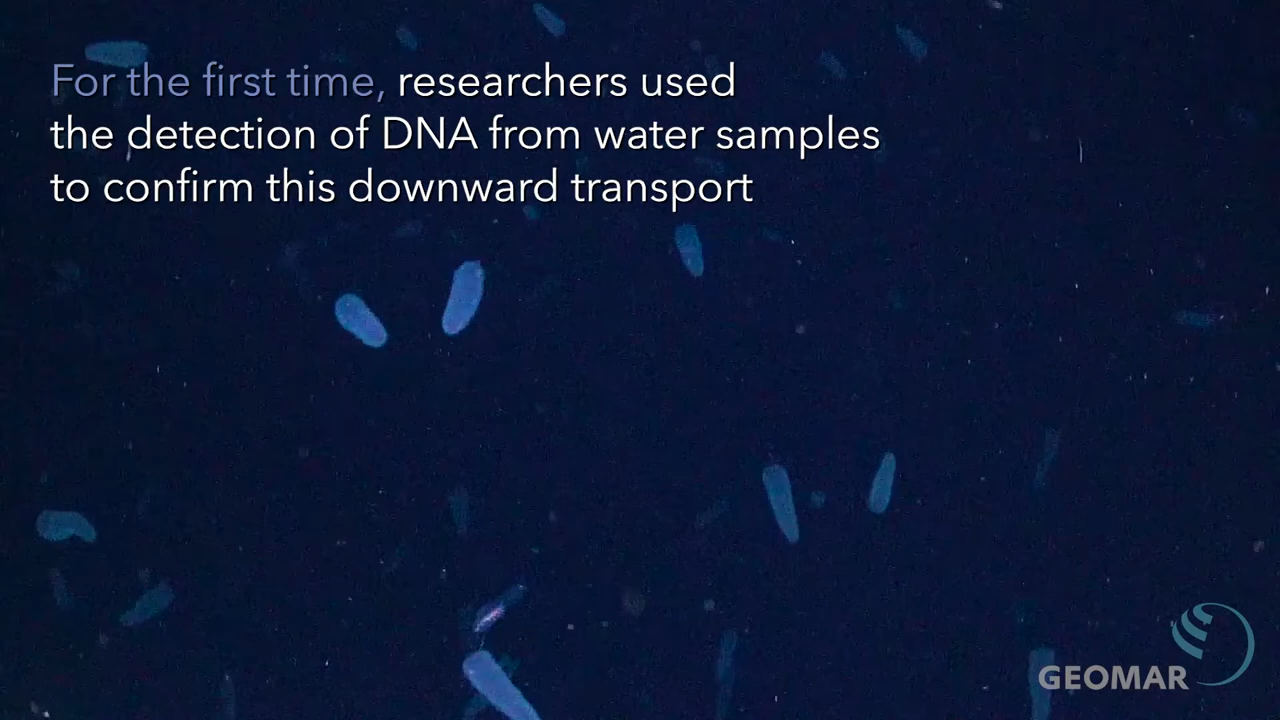 For the first time, researchers used
the detection of DNA from water samples
to confirm this downward transport
GEOMAR